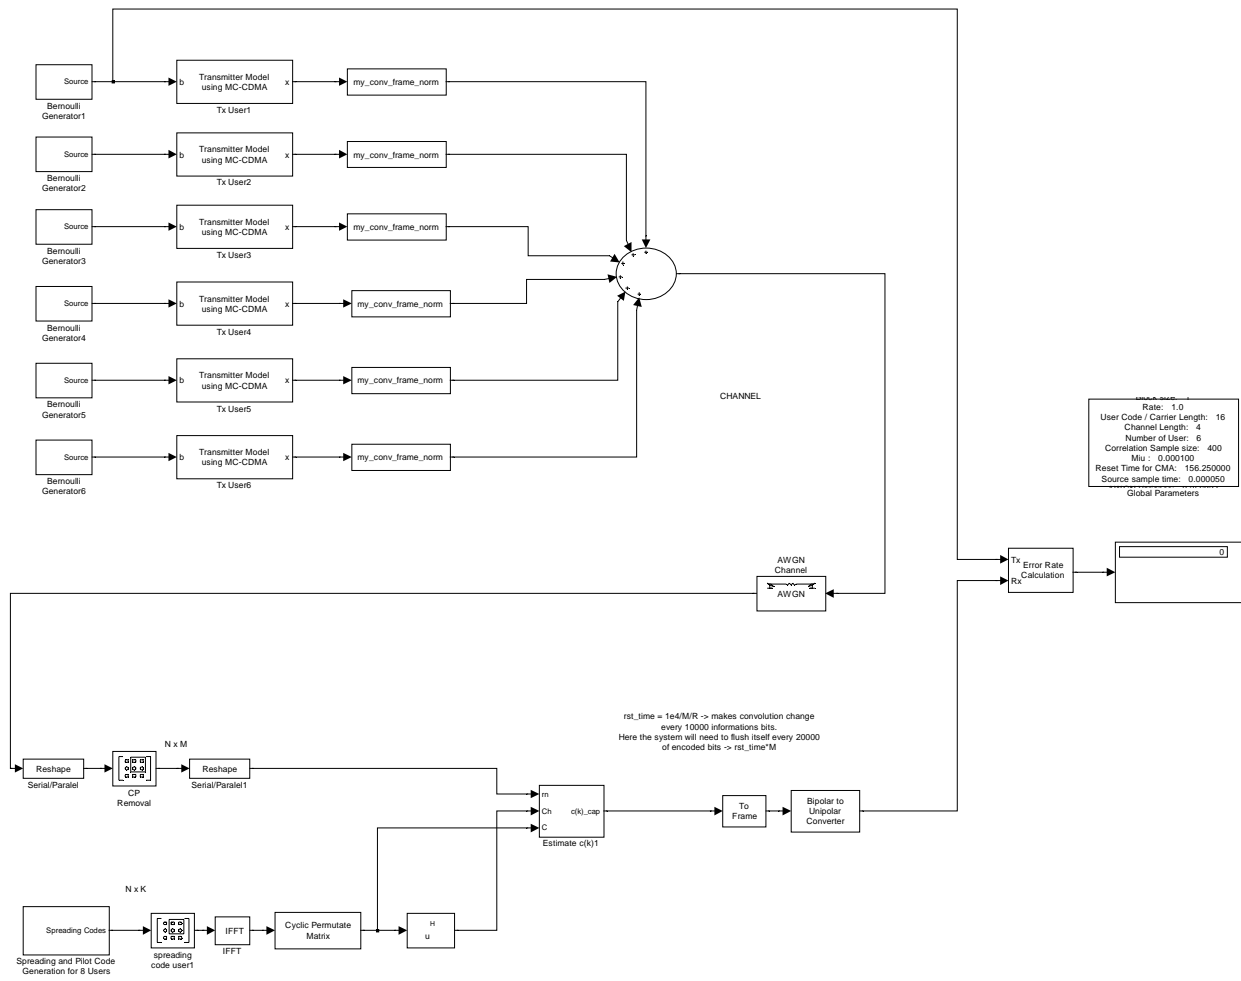 Source
Bernoulli
Generator1
b
Transmitter Model
using MC-CDMA
x
Tx User1
my_conv_frame_norm
Source
Bernoulli
Generator2
b
Transmitter Model
using MC-CDMA
x
Tx User2
my_conv_frame_norm
Source
Bernoulli
Generator3
b
Transmitter Model
using MC-CDMA
x
Tx User3
my_conv_frame_norm
Source
Bernoulli
Generator4
b
Transmitter Model
using MC-CDMA
x
Tx User4
my_conv_frame_norm
Source
Bernoulli
Generator5
b
Transmitter Model
using MC-CDMA
x
Tx User5
my_conv_frame_norm
Source
Bernoulli
Generator6
b
Transmitter Model
using MC-CDMA
x
Tx User6
my_conv_frame_norm
CHANNEL
Rate: 1.0
User Code / Carrier Length: 16
Channel Length: 4
Number of User: 6
Correlation Sample size: 400
Miu : 0.000100
Reset Time for CMA: 156.250000
Source sample time: 0.000050
Global Parameters
AWGN
Channel
AWGN
Tx
Rx
Error Rate
Calculation
0
rst_time = 1e4/M/R -> makes convolution change
every 10000 informations bits.
Here the system will need to flush itself every 20000
of encoded bits -> rst_time*M
N x M
Reshape
Serial/Paralel
CP
Removal
Reshape
Serial/Paralel1
rn
Ch
C
c(k)_cap
Estimate c(k)1
To
Frame
Bipolar to
Unipolar
Converter
N x K
Spreading Codes
Spreading and Pilot Code
Generation for 8 Users
spreading
code user1
IFFT
IFFT
Cyclic Permutate
Matrix
H
u